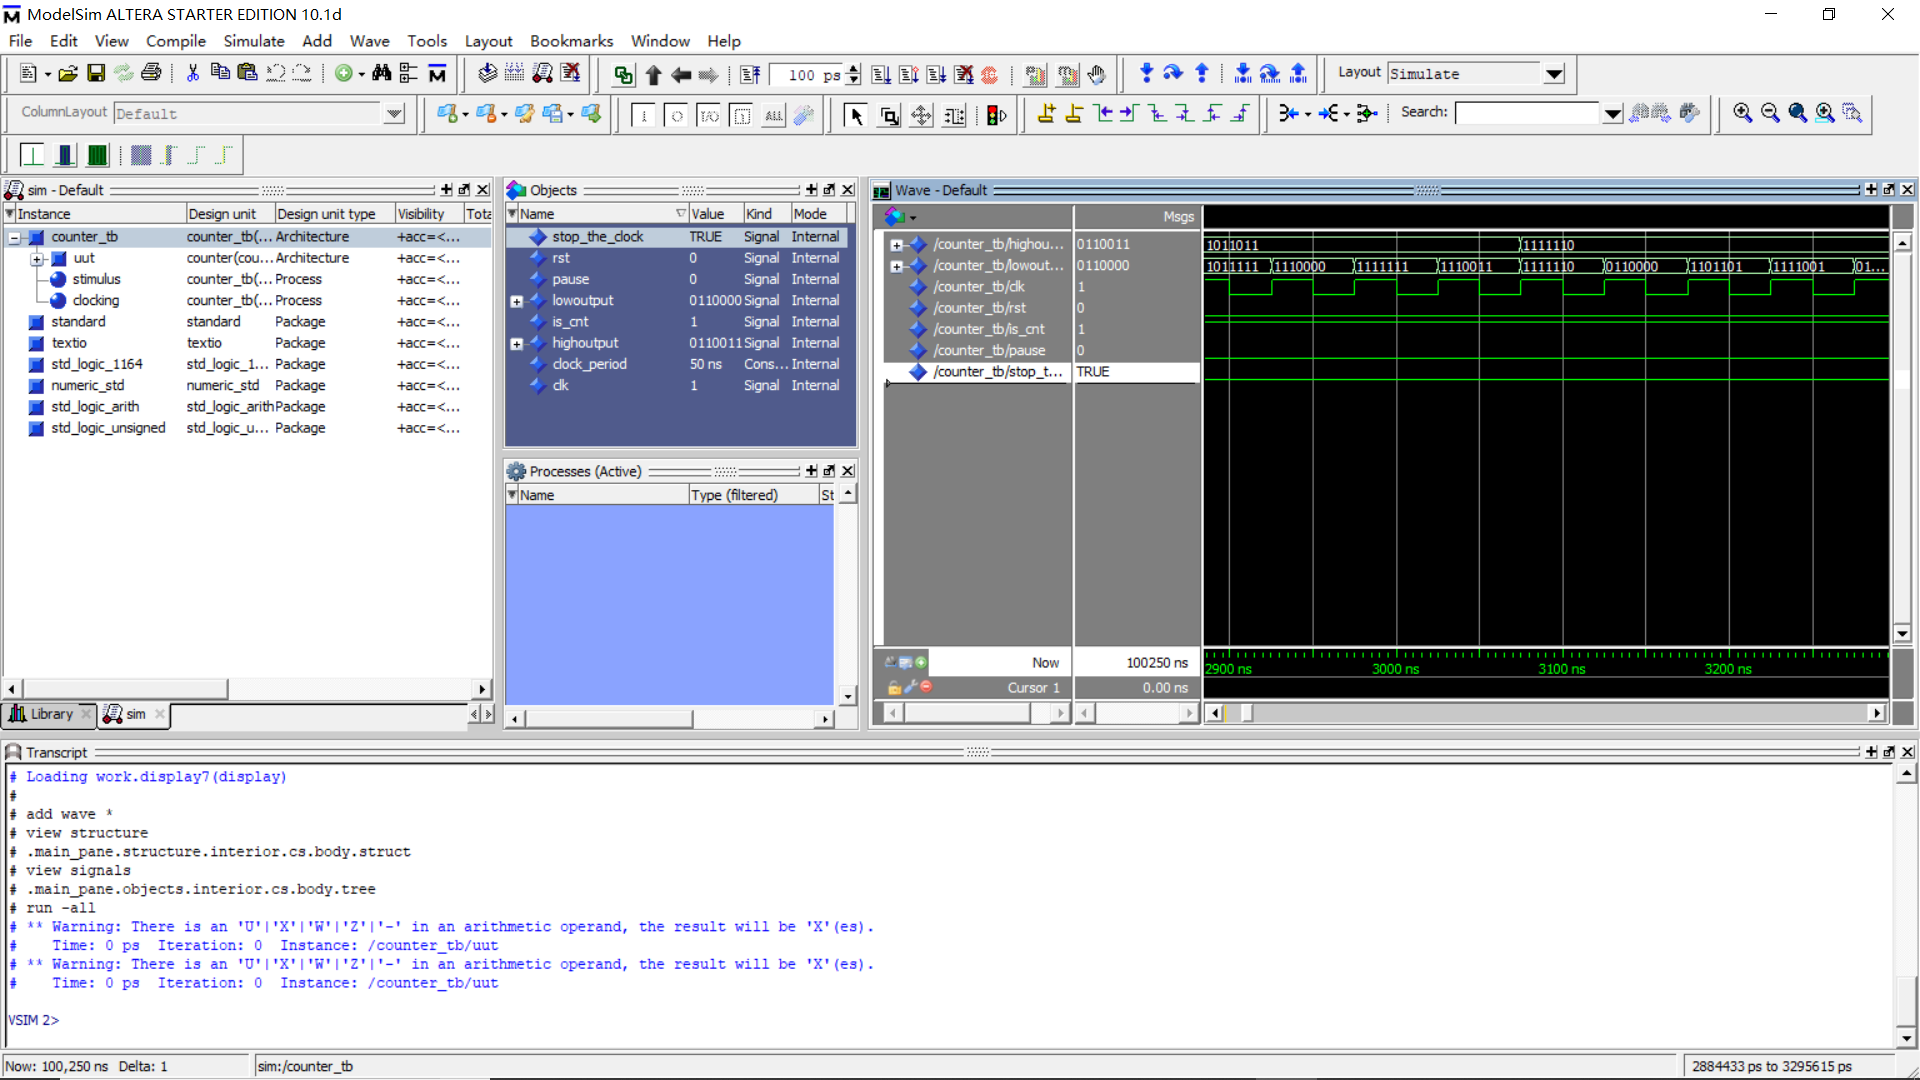 ModelSim ALTERA STARTER EDITION 10.1d
File Edit View Compile Simulate Add Wave Tools Layout Bookmarks Window Help
100 ps
Layout Simulate
ColumnLayout Default
ALL
Search:
sim - Default
Instance Design unit Design unit type Visibility Tota
counter_tb counter_tb(... Architecture +acc=<...
uut counter(cou... Architecture +acc=<...
stimulus counter_tb(... Process +acc=<...
clocking counter_tb(... Process +acc=<...
standard standard Package +acc=<...
textio textio Package +acc=<...
std_logic_1164 std_logic_1... Package +acc=<...
numeric_std numeric_std Package +acc=<...
std_logic_arith std_logic_arith Package +acc=<...
std_logic_unsigned std_logic_u... Package +acc=<...
Library sim
Objects
Name Value Kind Mode
stop_the_clock TRUE Signal Internal
rst 0 Signal Internal
pause 0 Signal Internal
lowoutput 0110000 Signal Internal
is_cnt 1 Signal Internal
highoutput 0110011 Signal Internal
clock_period 50 ns Cons... Internal
clk 1 Signal Internal
Processes (Active)
Name Type (filtered) St
Wave - Default
Msgs
/counter_tb/highou... 0110011 1011011 1111110
/counter_tb/lowout... 0110000 1011111 1110000 1111111 1110011 1111110 0110000 1101101 1111001 01...
/counter_tb/clk 1
/counter_tb/rst 0
/counter_tb/is_cnt 1
/counter_tb/pause 0
/counter_tb/stop_t... TRUE
Now 100250 ns 2900 ns 3000 ns 3100 ns 3200 ns
Cursor 1 0.00 ns
Transcript
# Loading work.display7(display)
#
# add wave *
# view structure
# .main_pane.structure.interior.cs.body.struct
# view signals
# .main_pane.objects.interior.cs.body.tree
# run -all
# ** Warning: There is an 'U'|'X'|'W'|'Z'|'-' in an arithmetic operand, the result will be 'X'(es).
# Time: 0 ps Iteration: 0 Instance: /counter_tb/uut
# ** Warning: There is an 'U'|'X'|'W'|'Z'|'-' in an arithmetic operand, the result will be 'X'(es).
# Time: 0 ps Iteration: 0 Instance: /counter_tb/uut
VSIM 2>
Now: 100,250 ns Delta: 1 sim:/counter_tb 2884433 ps to 3295615 ps